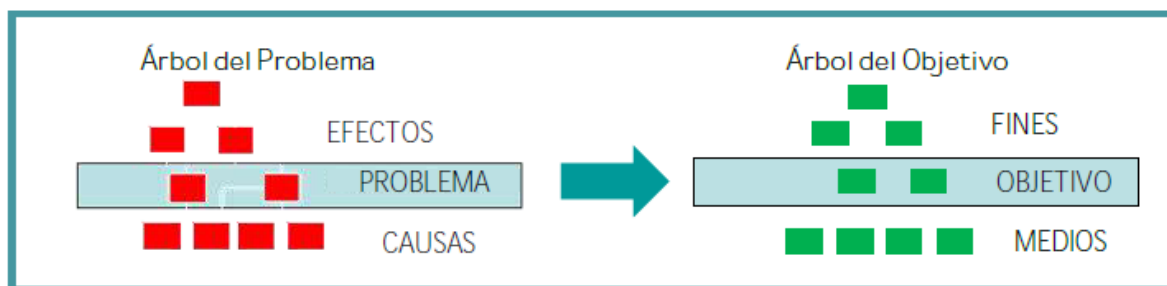 Árbol del Problema
EFECTOS
PROBLEMA
CAUSAS
Árbol del Objetivo
FINES
OBJETIVO
MEDIOS